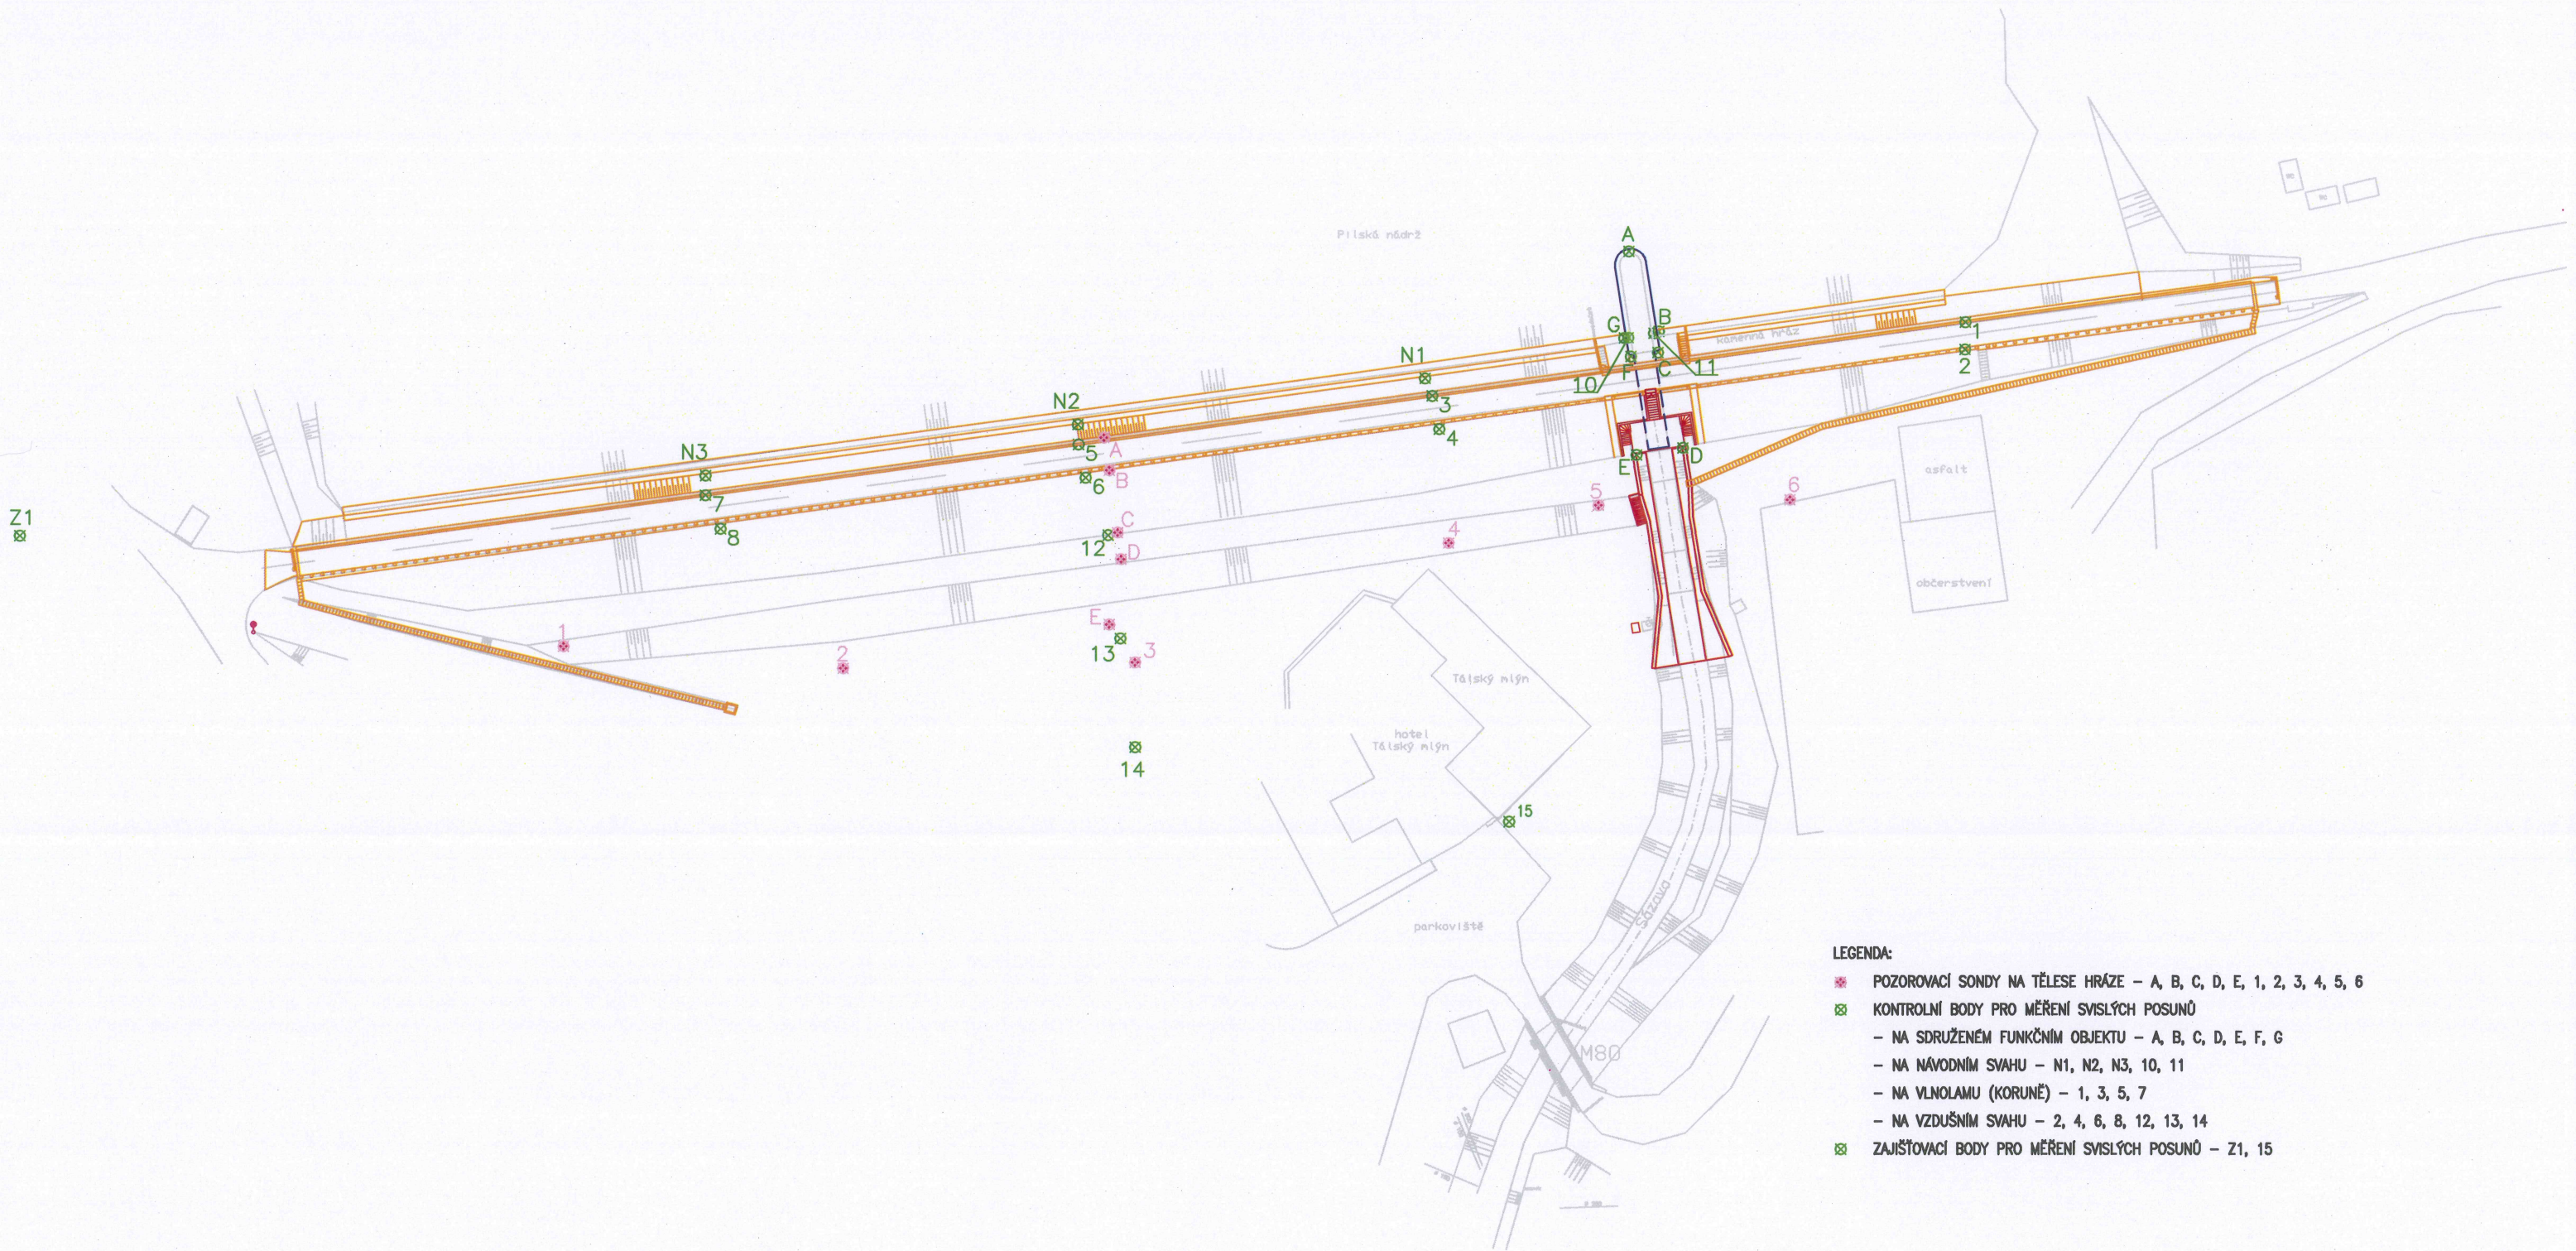 A
Pilská nádrž
G
B
kamenná hráz
1
N1
F
C
11
2
10
N2
3
A
4
5
N3
B
6
E
D
asfalt
7
5
6
Z1
8
C
12
4
D
občerstvení
E
1
13
3
2
Tálský mlýn
hotel
Tálský mlýn
14
15
Sázava
parkoviště
M80
LEGENDA:
POZOROVACÍ SONDY NA TĚLESE HRÁZE – A, B, C, D, E, 1, 2, 3, 4, 5, 6
KONTROLNÍ BODY PRO MĚŘENÍ SVISLÝCH POSUNŮ
– NA SDRUŽENÉM FUNKČNÍM OBJEKTU – A, B, C, D, E, F, G
– NA NÁVODNÍM SVAHU – N1, N2, N3, 10, 11
– NA VLNOLAMU (KORUNĚ) – 1, 3, 5, 7
– NA VZDUŠNÍM SVAHU – 2, 4, 6, 8, 12, 13, 14
ZAJIŠŤOVACÍ BODY PRO MĚŘENÍ SVISLÝCH POSUNŮ – Z1, 15